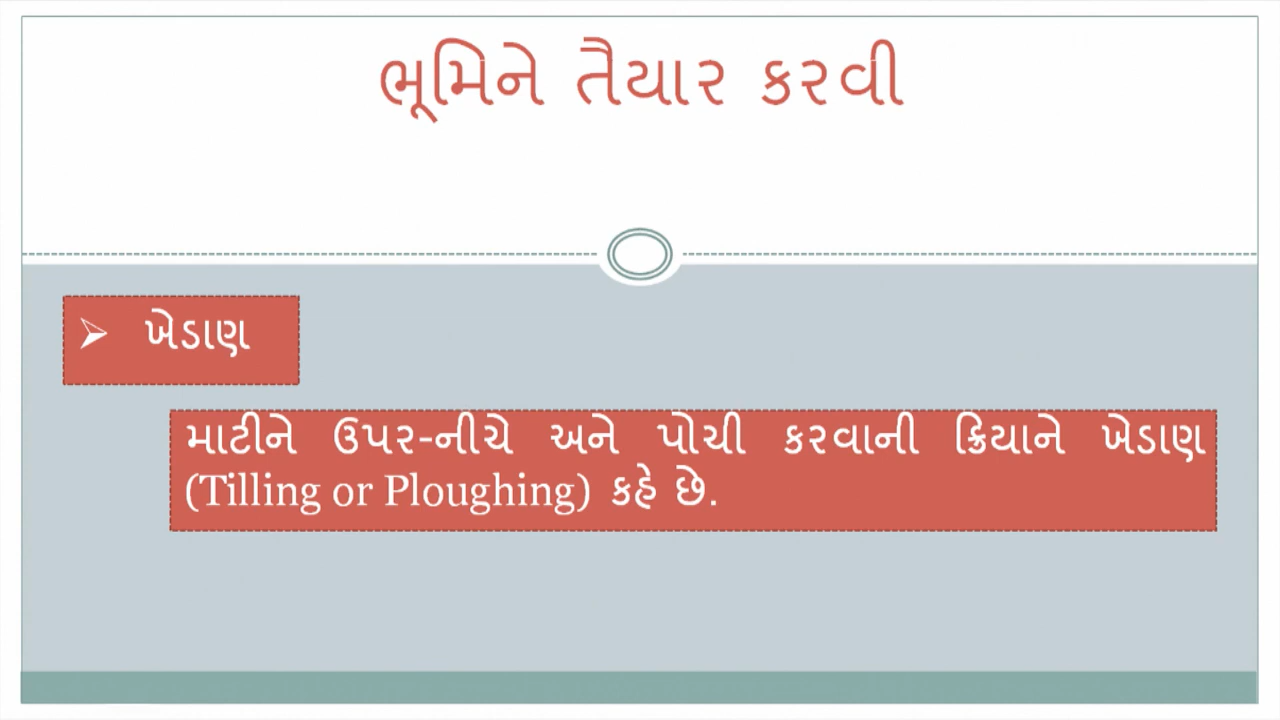 ભૂમિને તૈયાર કરવી
➢ ખેડાણ
માટીને ઉપર-નીચે અને પોચી કરવાની ક્રિયાને ખેડાણ
(Tilling or Ploughing) કહે છે.